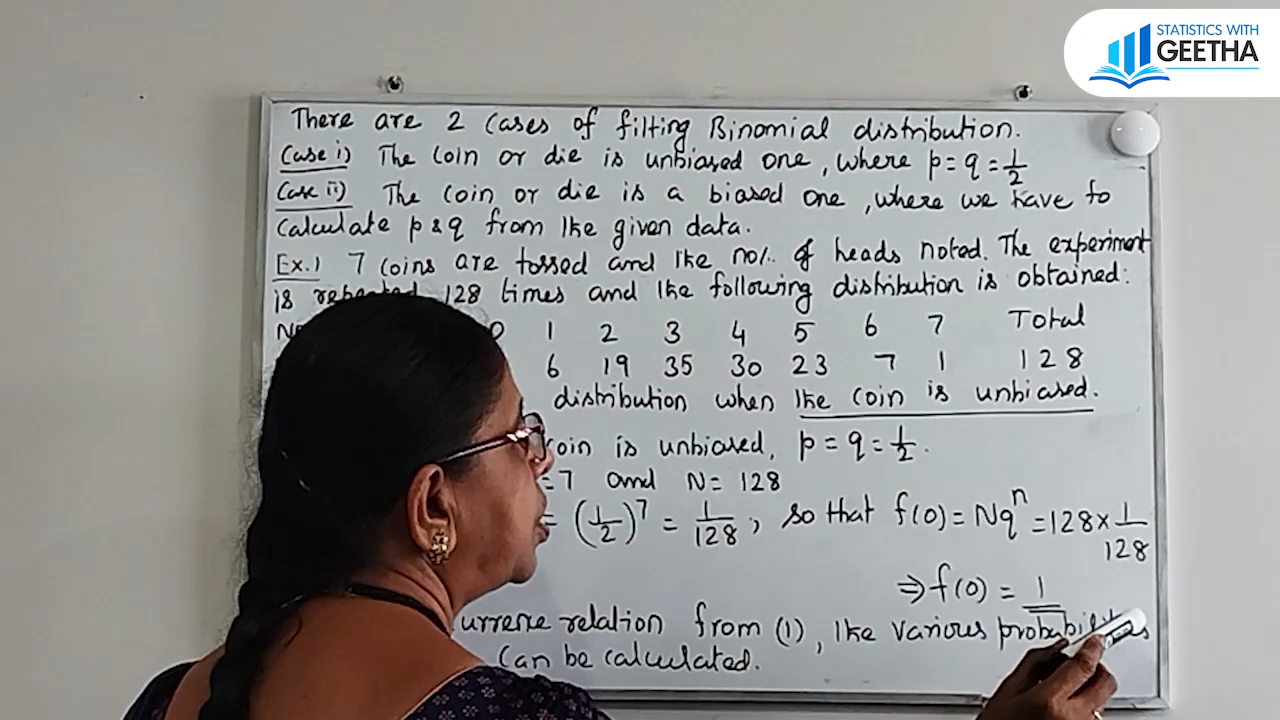 STATISTICS WITH
GEETHA
There are 2 cases of fitting Binomial distribution.
Case i) The coin or die is unbiased one, where p = q = 1/2
Case ii) The coin or die is a biased one, where we have to
calculate p & q from the given data.
Ex.1 7 coins are tossed and the no/. of heads noted. The experiment
is repeated 128 times and the following distribution is obtained:
0 1 2 3 4 5 6 7 Total
6 19 35 30 23 7 1 128
distribution when the coin is unbiased.
coin is unbiased, p = q = 1/2.
=7 and N = 128
= (1/2)^7 = 1/128, so that f(0) = Nq^n = 128 × 1/128
⇒ f(0) = 1
relation from (1), the various probabilities
can be calculated.